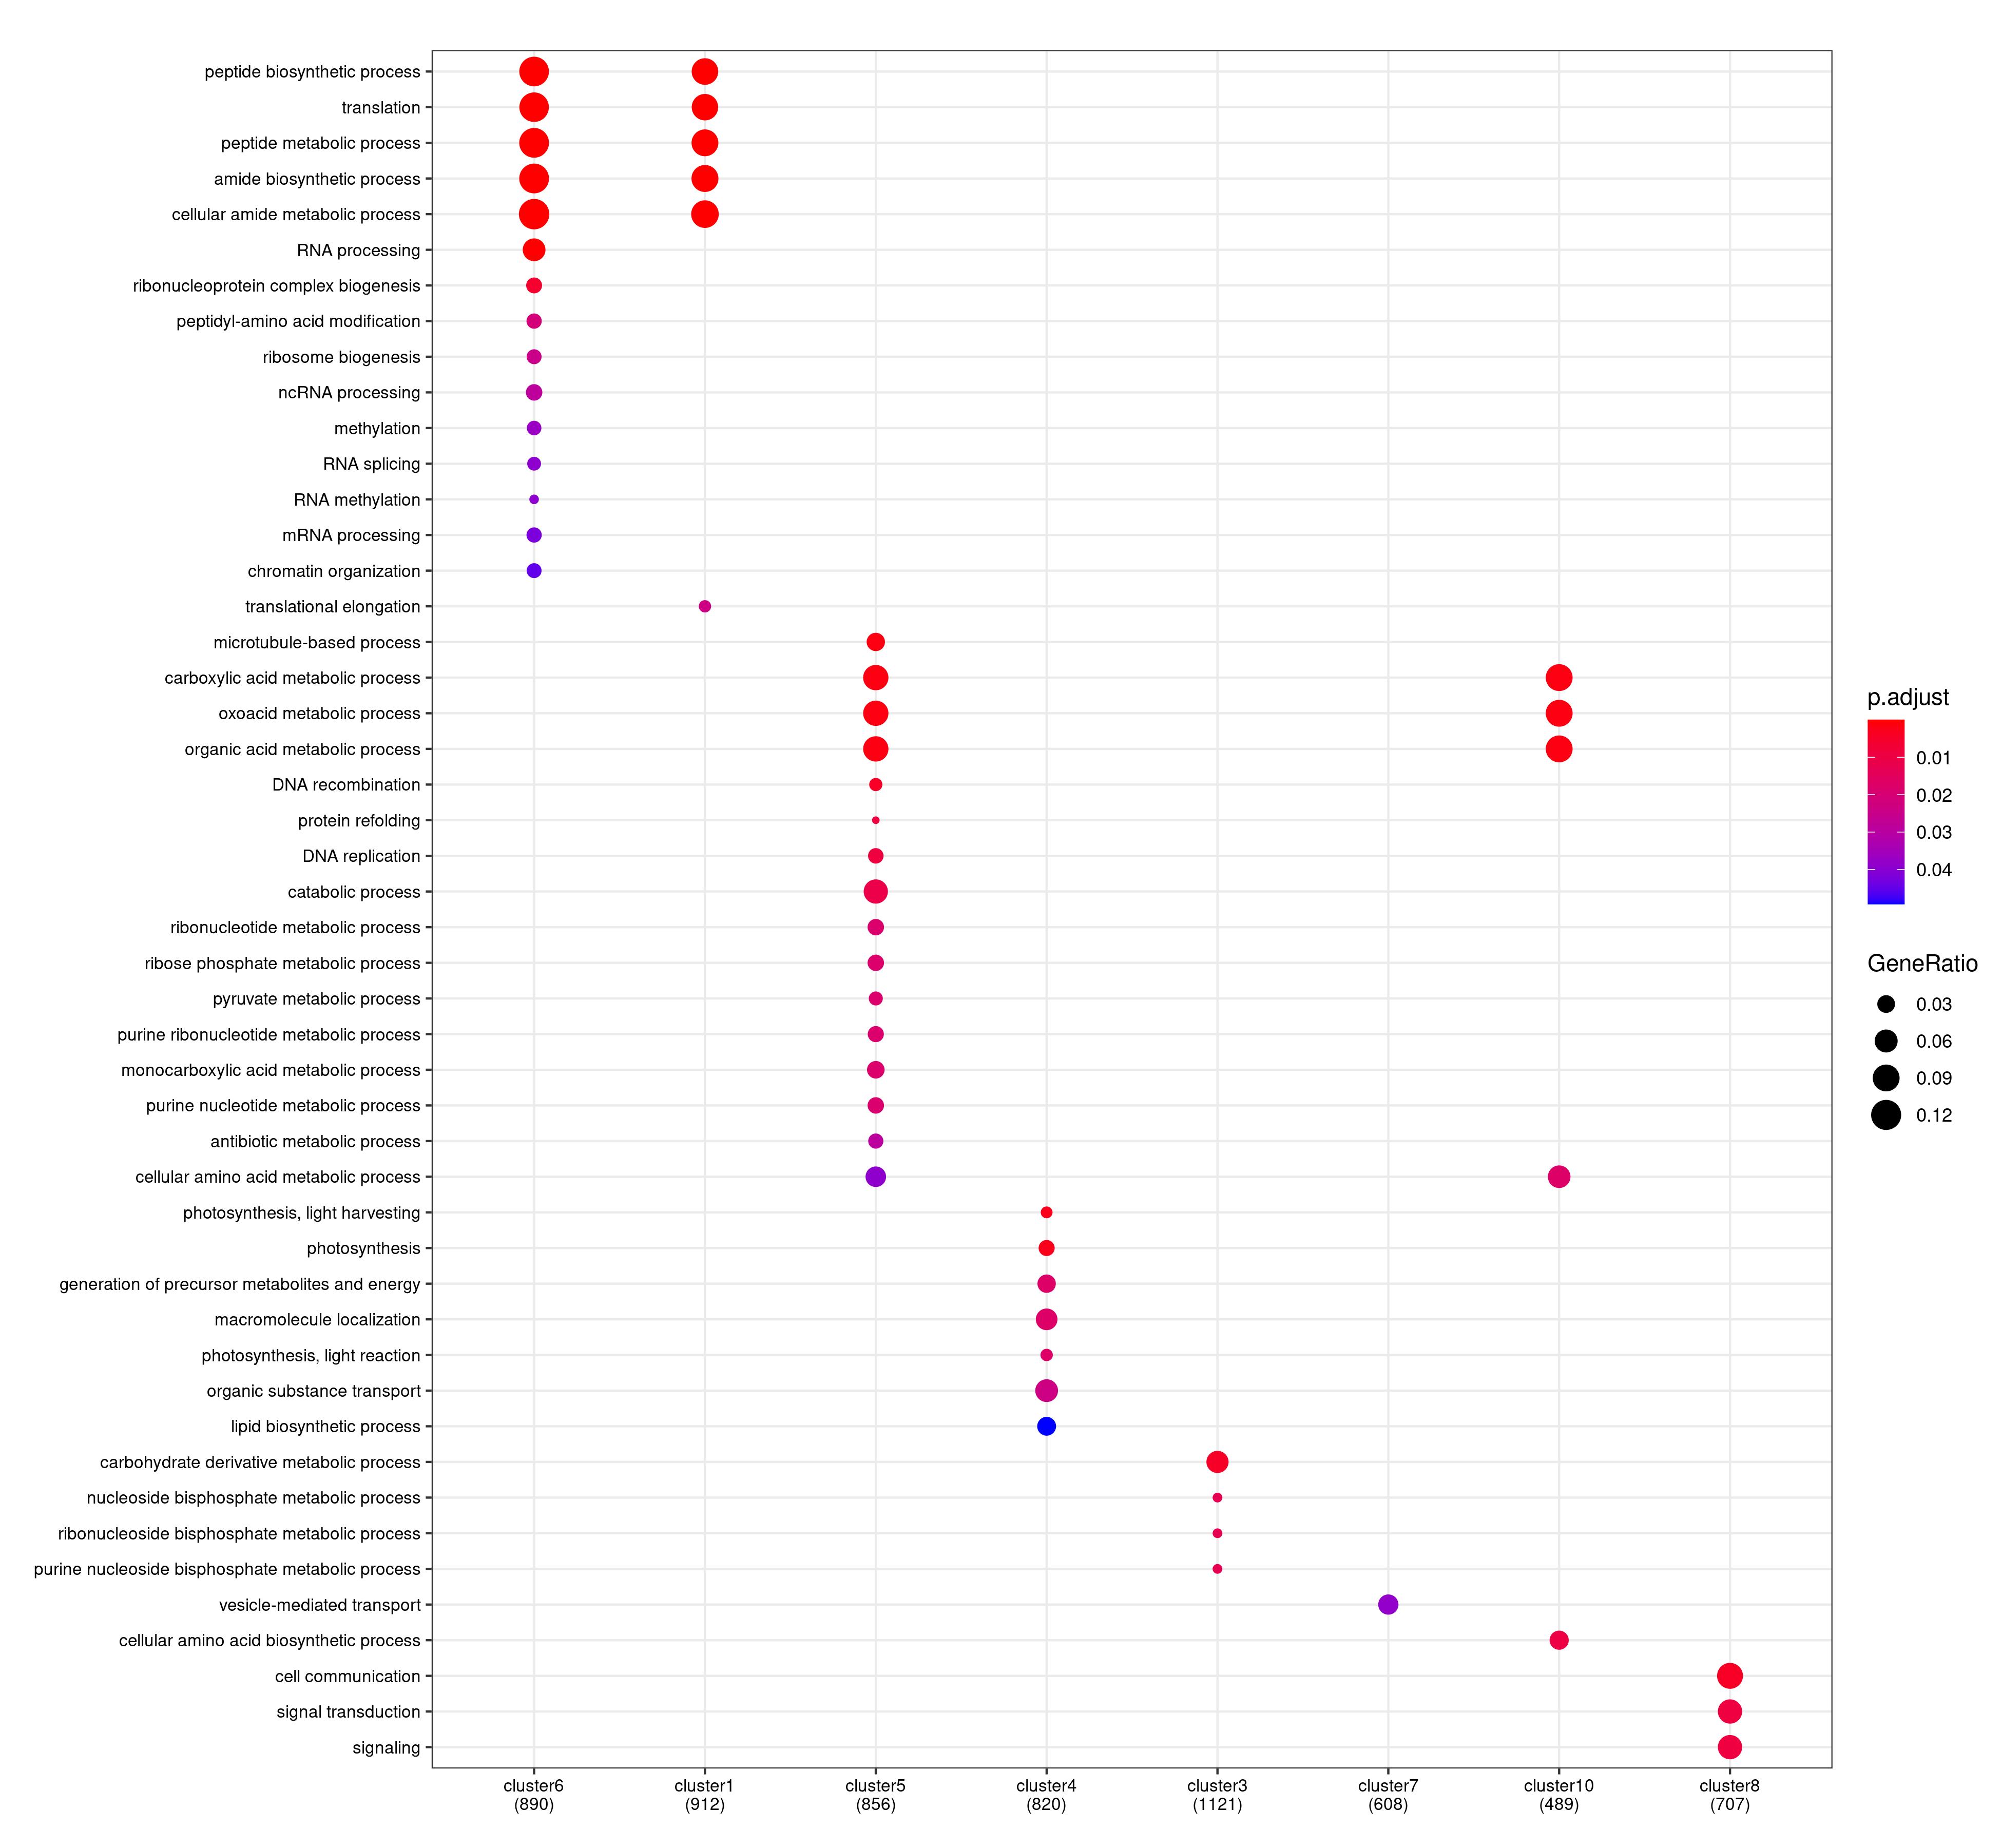 peptide biosynthetic process
translation
peptide metabolic process
amide biosynthetic process
cellular amide metabolic process
RNA processing
ribonucleoprotein complex biogenesis
peptidyl-amino acid modification
ribosome biogenesis
ncRNA processing
methylation
RNA splicing
RNA methylation
mRNA processing
chromatin organization
translational elongation
microtubule-based process
carboxylic acid metabolic process
oxoacid metabolic process
organic acid metabolic process
DNA recombination
protein refolding
DNA replication
catabolic process
ribonucleotide metabolic process
ribose phosphate metabolic process
pyruvate metabolic process
purine ribonucleotide metabolic process
monocarboxylic acid metabolic process
purine nucleotide metabolic process
antibiotic metabolic process
cellular amino acid metabolic process
photosynthesis, light harvesting
photosynthesis
generation of precursor metabolites and energy
macromolecule localization
photosynthesis, light reaction
organic substance transport
lipid biosynthetic process
carbohydrate derivative metabolic process
nucleoside bisphosphate metabolic process
ribonucleoside bisphosphate metabolic process
purine nucleoside bisphosphate metabolic process
vesicle-mediated transport
cellular amino acid biosynthetic process
cell communication
signal transduction
signaling
cluster6 cluster1 cluster5 cluster4 cluster3 cluster7 cluster10 cluster8
(890) (912) (856) (820) (1121) (608) (489) (707)
p.adjust
0.01
0.02
0.03
0.04
GeneRatio
0.03
0.06
0.09
0.12